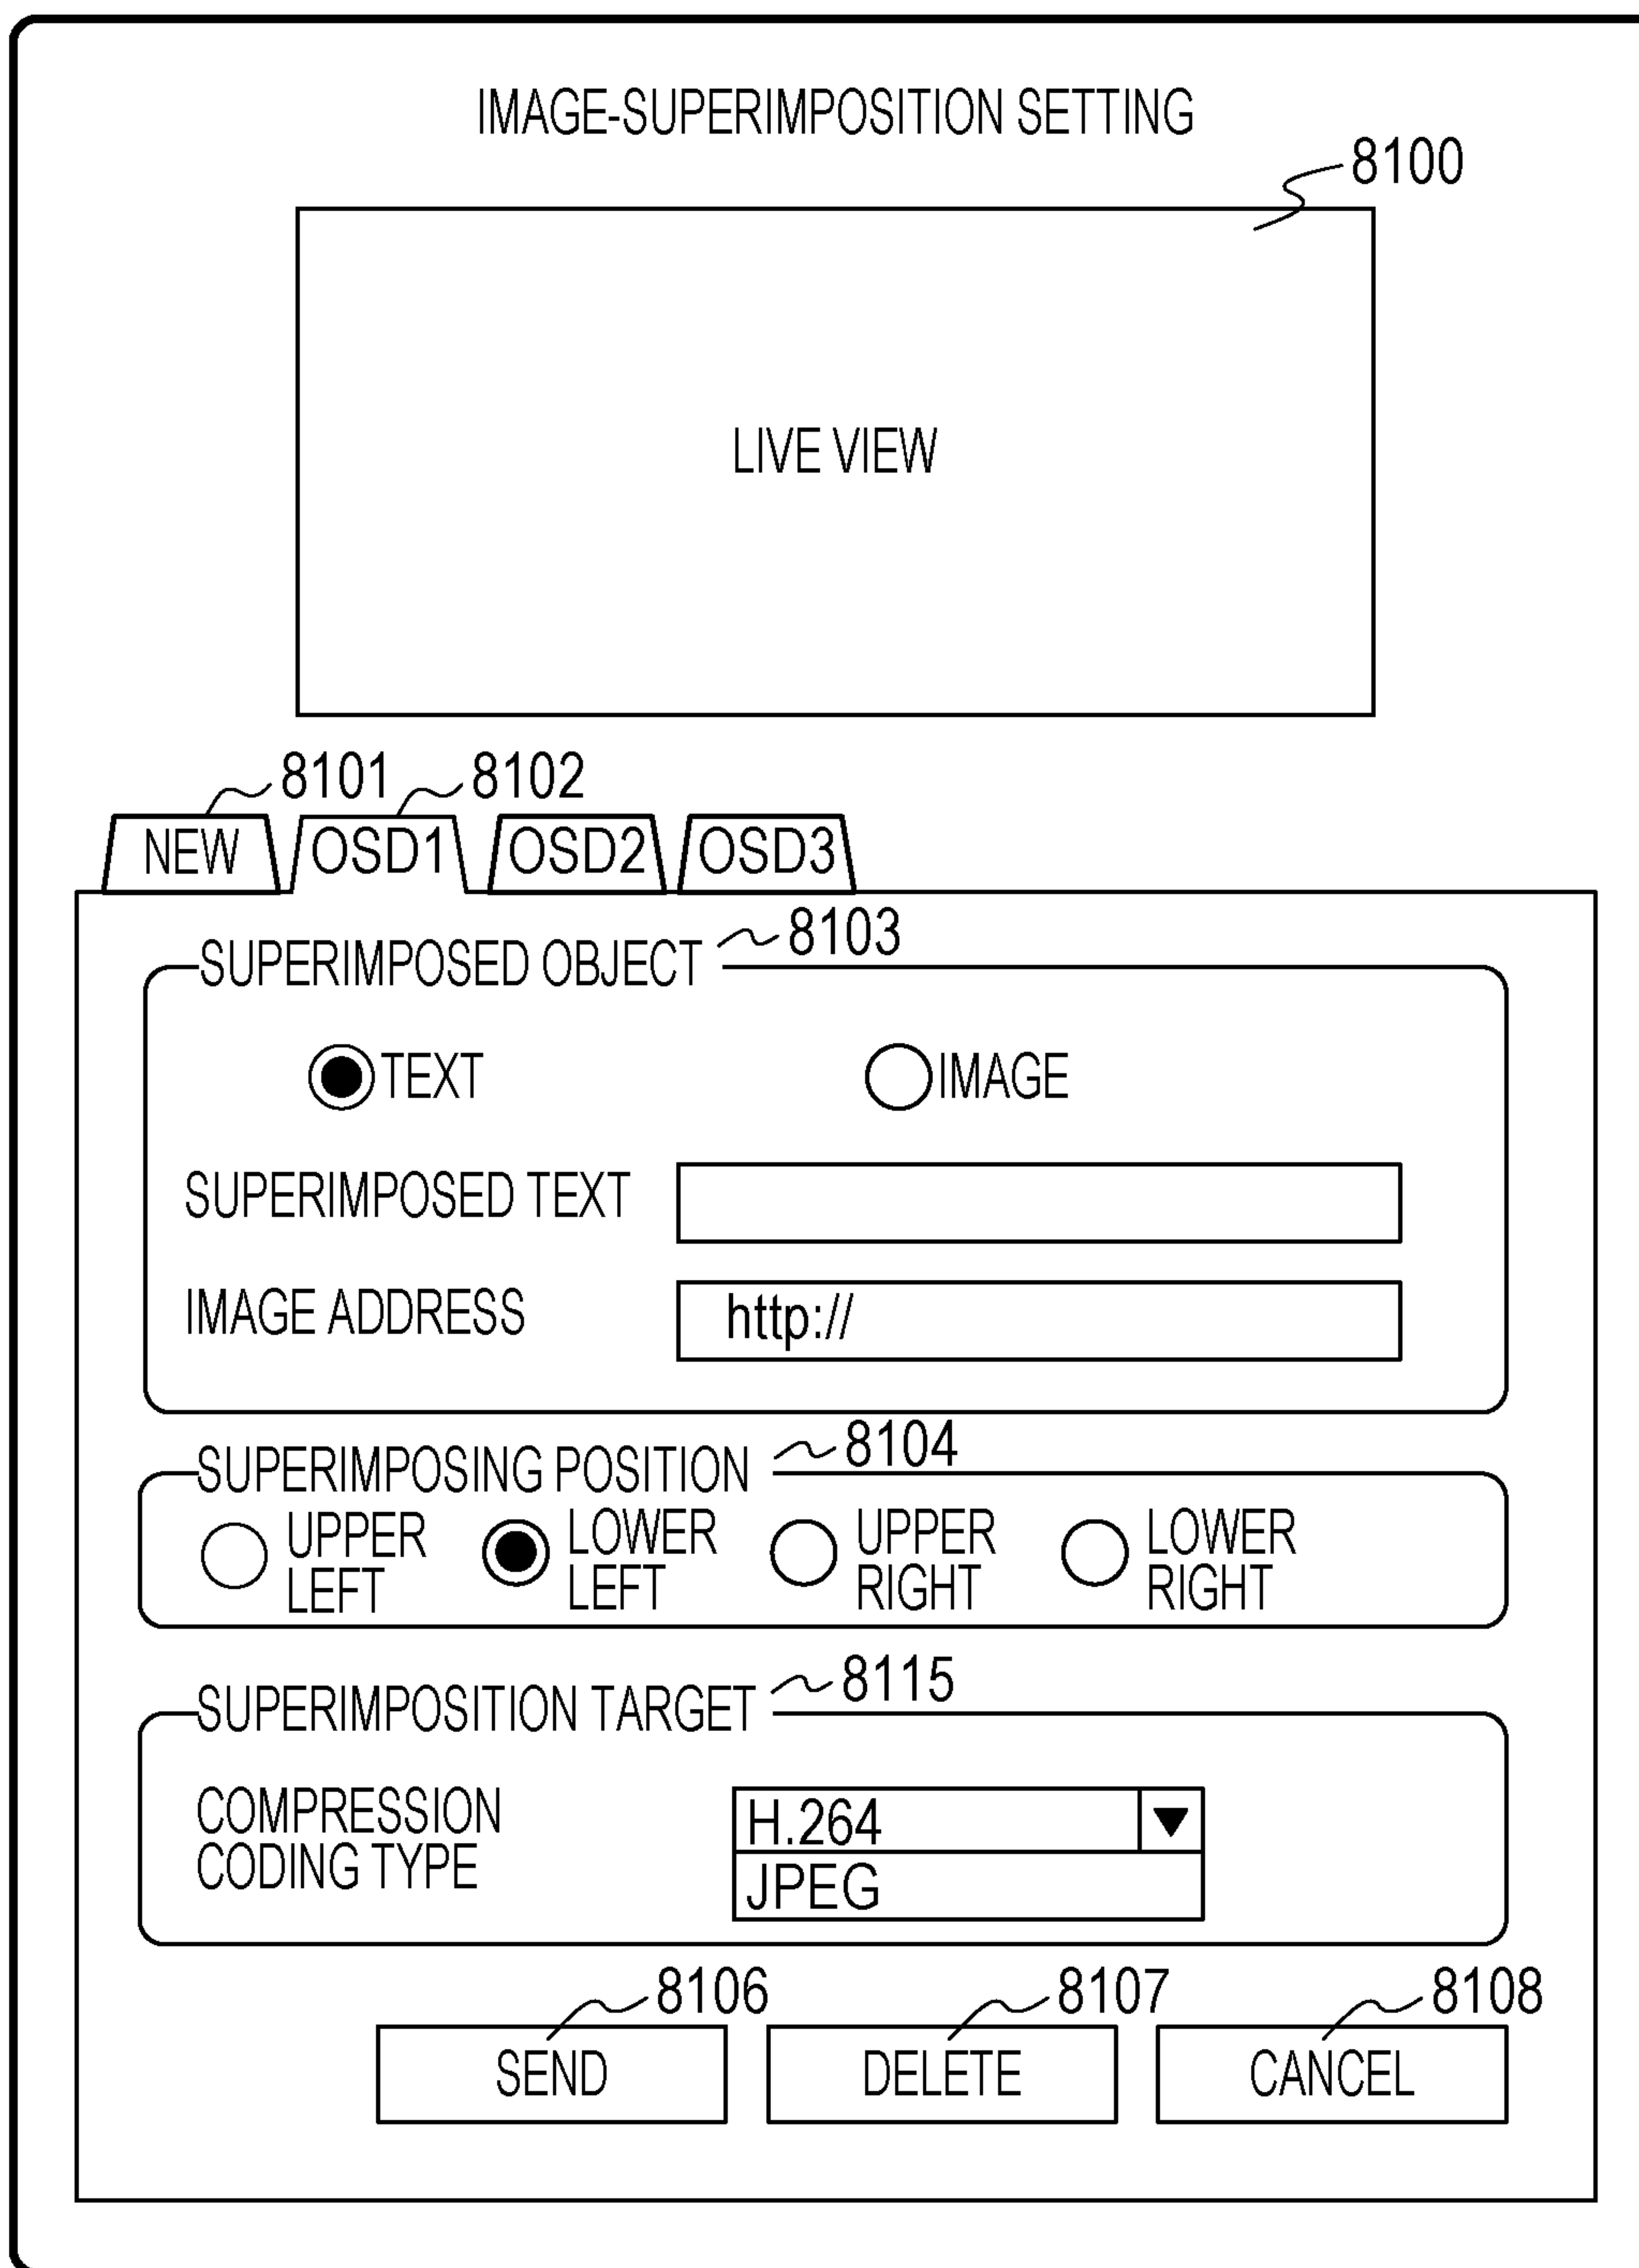 IMAGE-SUPERIMPOSITION SETTING
8100
LIVE VIEW
8101 8102
NEW OSD1 OSD2 OSD3
SUPERIMPOSED OBJECT 8103
TEXT IMAGE
SUPERIMPOSED TEXT
IMAGE ADDRESS http://
SUPERIMPOSING POSITION 8104
UPPER LEFT LOWER LEFT UPPER RIGHT LOWER RIGHT
SUPERIMPOSITION TARGET 8115
COMPRESSION
CODING TYPE
H.264
JPEG
8106 8107 8108
SEND DELETE CANCEL